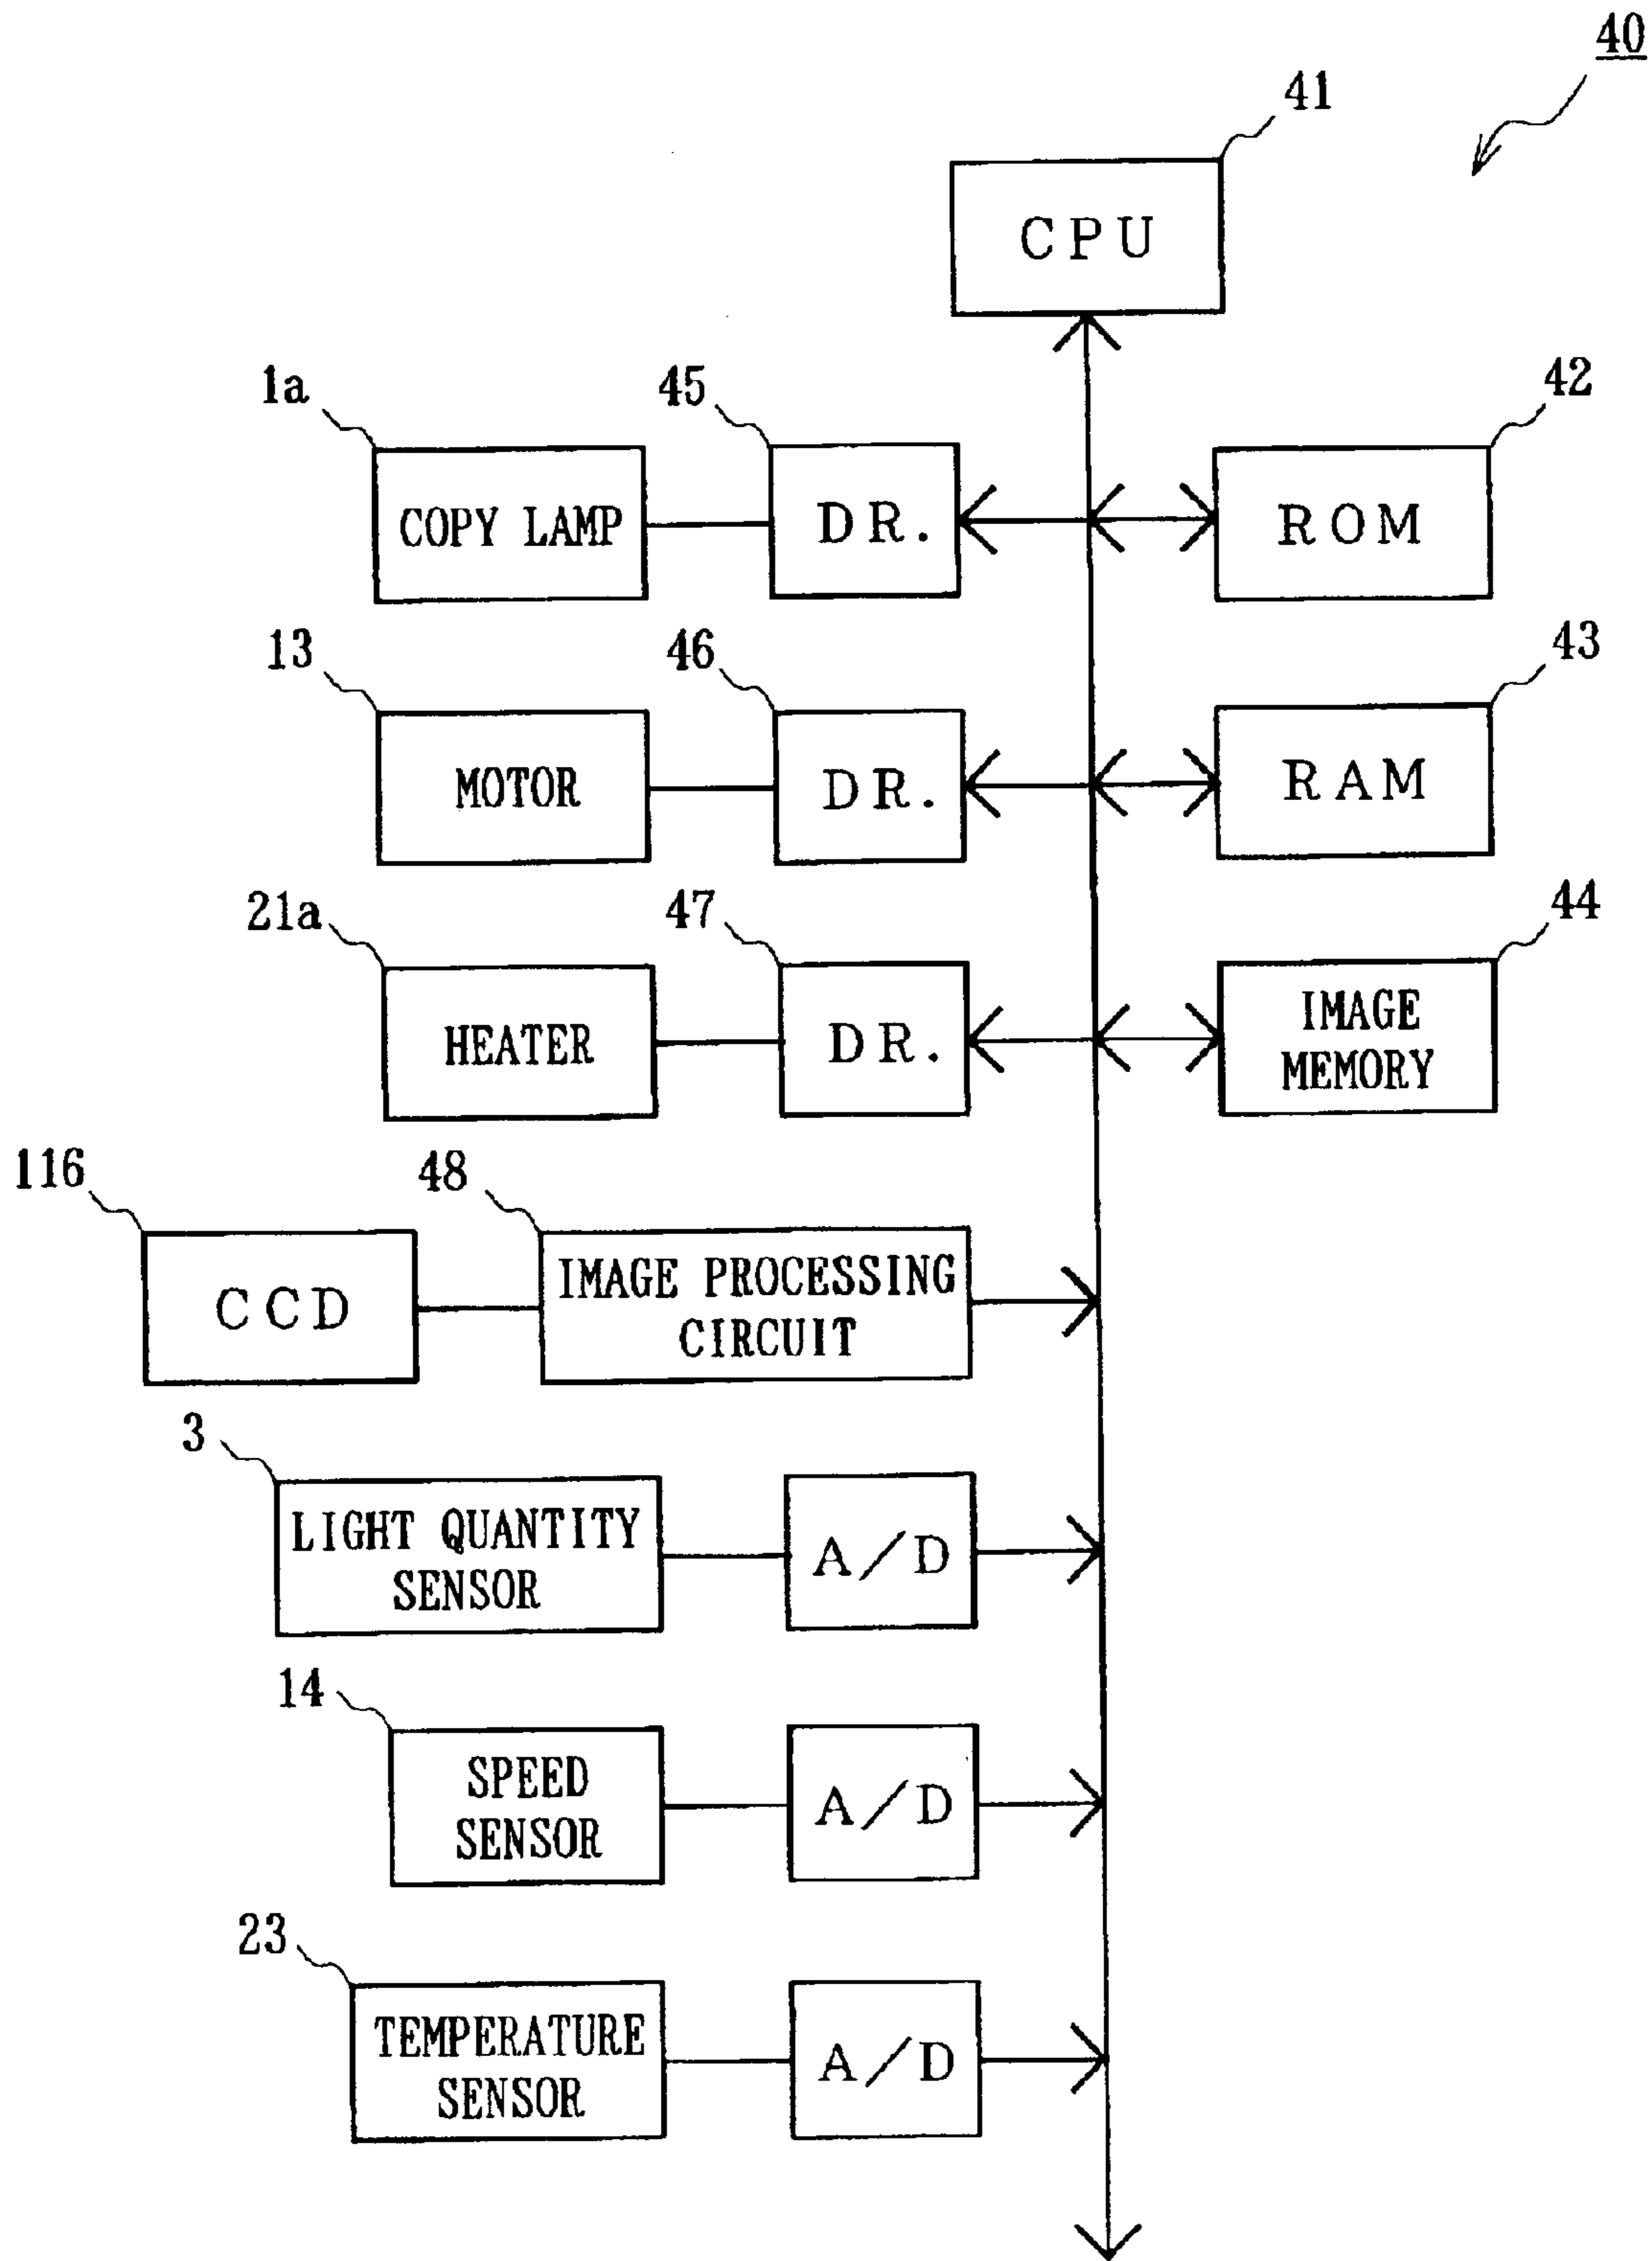 40
41
CPU
1a
45
42
COPY LAMP
DR.
ROM
13
46
43
MOTOR
DR.
RAM
21a
47
44
HEATER
DR.
IMAGE
MEMORY
116
48
CCD
IMAGE PROCESSING
CIRCUIT
3
LIGHT QUANTITY
SENSOR
A/D
14
SPEED
SENSOR
A/D
23
TEMPERATURE
SENSOR
A/D